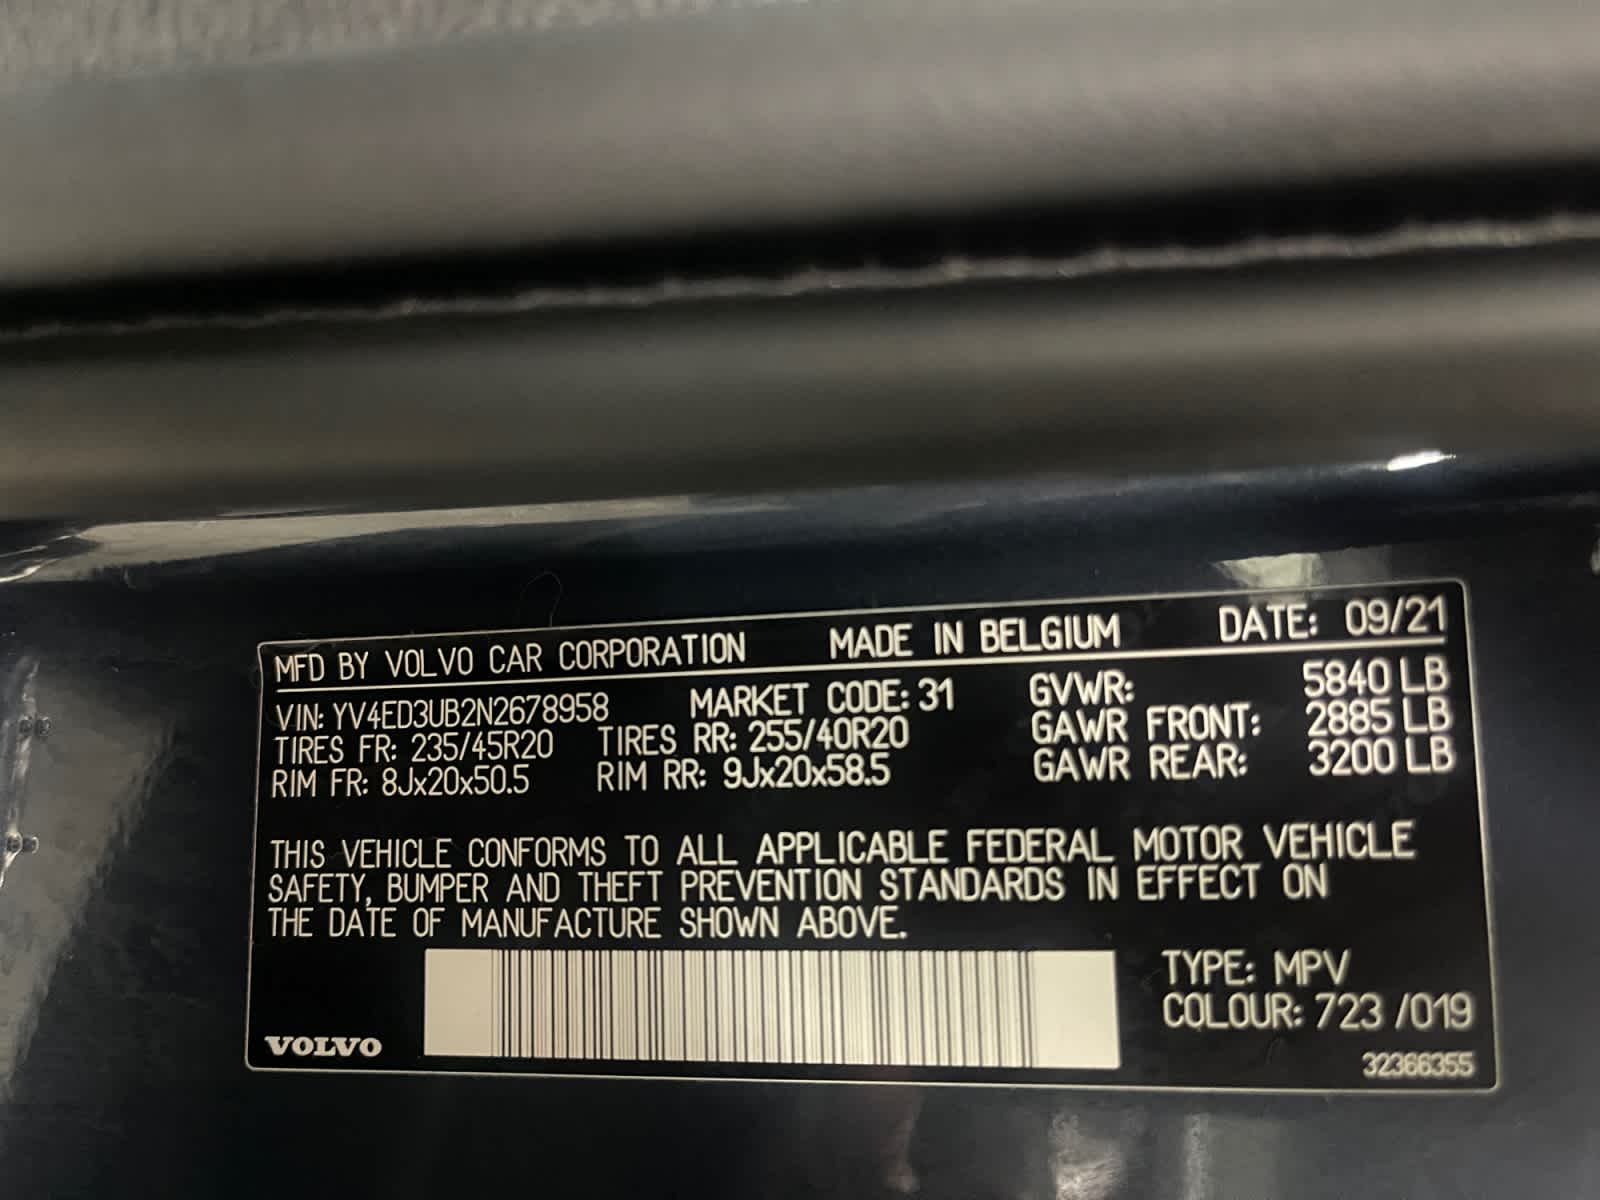 MFD BY VOLVO CAR CORPORATION MADE IN BELGIUM DATE: 09/21
VIN: YV4ED3UB2N2678958 MARKET CODE: 31 GVWR: 5840 LB
TIRES FR: 235/45R20 TIRES RR: 255/40R20 GAWR FRONT: 2885 LB
RIM FR: 8Jx20x50.5 RIM RR: 9Jx20x58.5 GAWR REAR: 3200 LB
THIS VEHICLE CONFORMS TO ALL APPLICABLE FEDERAL MOTOR VEHICLE
SAFETY, BUMPER AND THEFT PREVENTION STANDARDS IN EFFECT ON
THE DATE OF MANUFACTURE SHOWN ABOVE.
TYPE: MPV
COLOUR: 723 /019
VOLVO
32366355